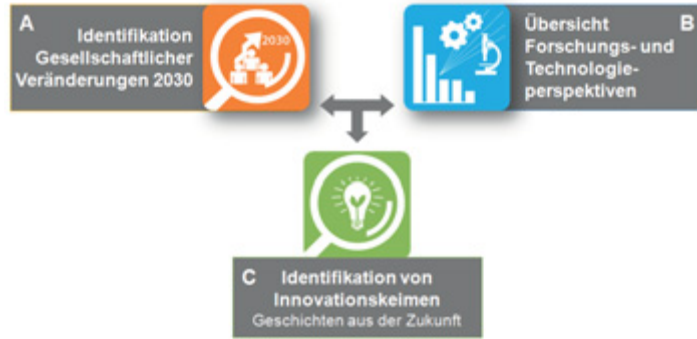 A
Identifikation
Gesellschaftlicher
Veränderungen 2030
2030
Übersicht
Forschungs- und
Technologie-
perspektiven
B
C
Identifikation von
Innovationskeimen
Geschichten aus der Zukunft